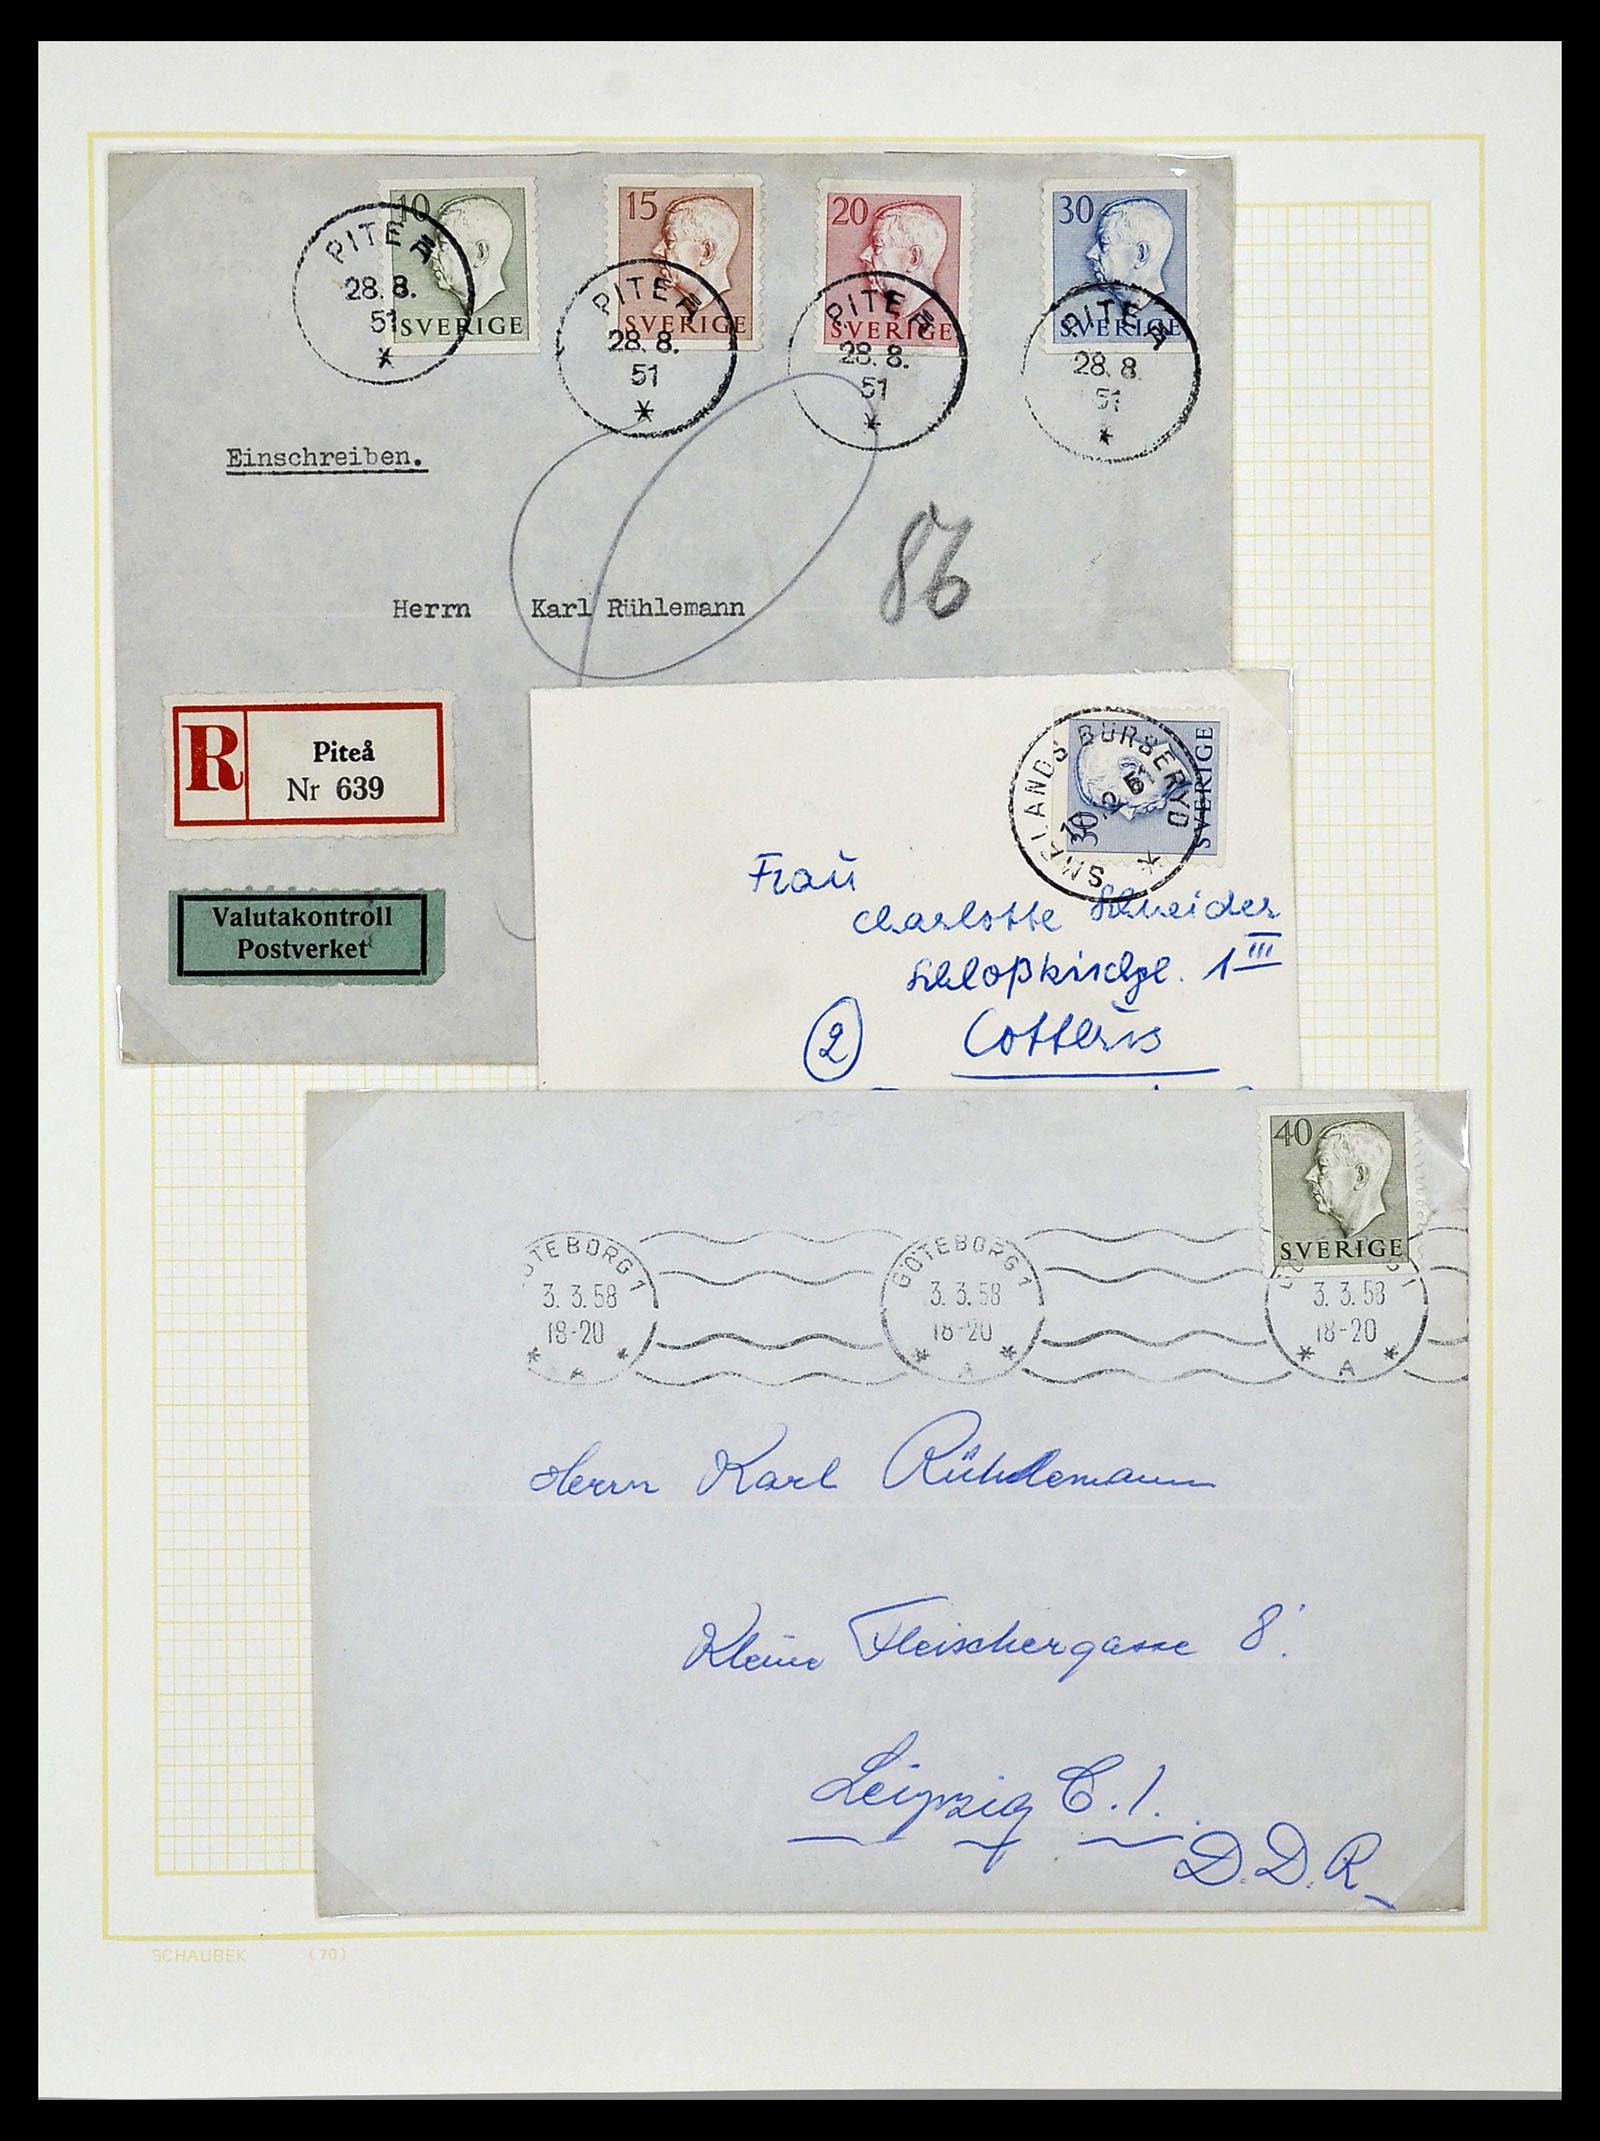 10
15
20
30
SVERIGE
SVERIGE
SVERIGE
SVERIGE
PITEÅ
28.8.
51
PITEÅ
28.8.
51
PITEÅ
28.8.
51
PITEÅ
28.8.
51
Einschreiben.
86
Herrn Karl Rühlemann
R
Piteå
Nr 639
Valutakontroll
Postverket
30
SVERIGE
SMÅLANDS BURSERYD
Frau
Charlotte Schneider
Schloßkirchpl. 1 III
2 Cottbus
40
SVERIGE
GÖTEBORG 1
3.3.58
18-20
A
GÖTEBORG 1
3.3.58
18-20
A
3.3.58
18-20
A
Herrn Karl Rühlemann
Kleine Fleischergasse 8.
Leipzig C.1.
D.D.R
SCHAUBEK (70)